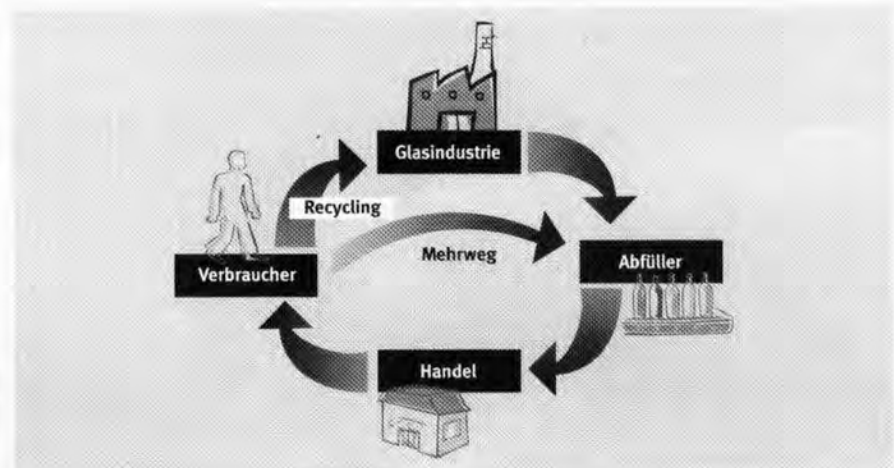 Glasindustrie
Recycling
Mehrweg
Verbraucher
Abfüller
Handel